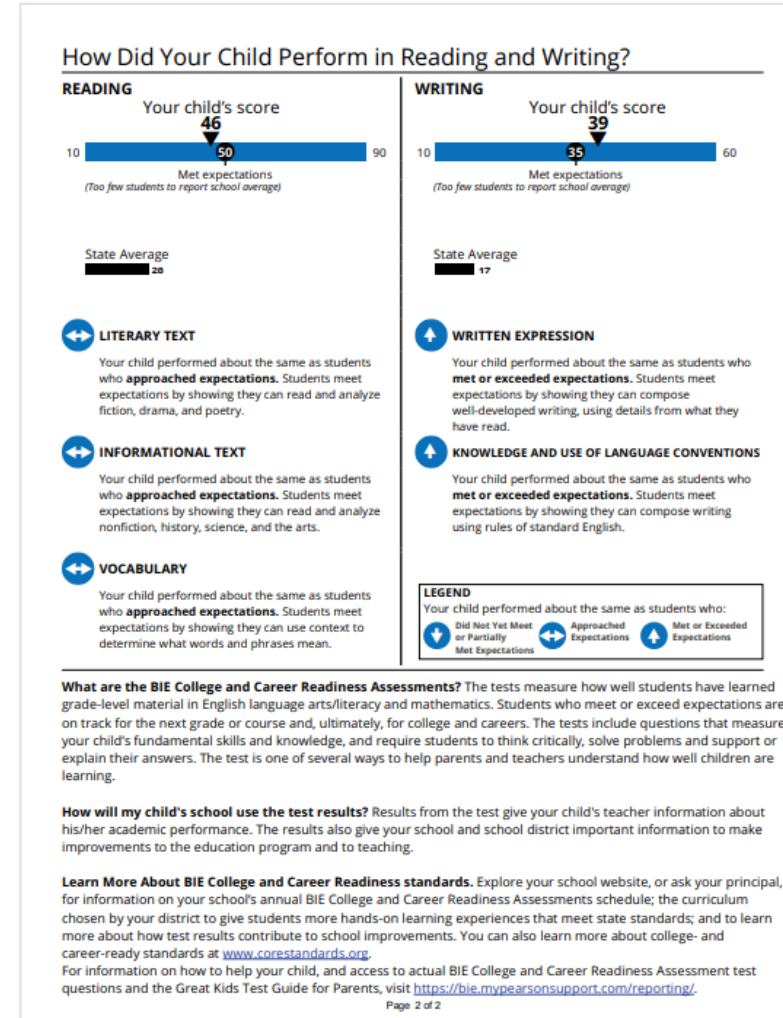 How Did Your Child Perform in Reading and Writing?
READING
Your child's score
46
10
50
90
Met expectations
(Too few students to report school average)
State Average
28
LITERARY TEXT
Your child performed about the same as students
who approached expectations. Students meet
expectations by showing they can read and analyze
fiction, drama, and poetry.
INFORMATIONAL TEXT
Your child performed about the same as students
who approached expectations. Students meet
expectations by showing they can read and analyze
nonfiction, history, science, and the arts.
VOCABULARY
Your child performed about the same as students
who approached expectations. Students meet
expectations by showing they can use context to
determine what words and phrases mean.
WRITING
Your child's score
39
10
35
60
Met expectations
(Too few students to report school average)
State Average
17
WRITTEN EXPRESSION
Your child performed about the same as students who
met or exceeded expectations. Students meet
expectations by showing they can compose
well-developed writing, using details from what they
have read.
KNOWLEDGE AND USE OF LANGUAGE CONVENTIONS
Your child performed about the same as students who
met or exceeded expectations. Students meet
expectations by showing they can compose writing
using rules of standard English.
LEGEND
Your child performed about the same as students who:
Did Not Yet Meet
or Partially
Met Expectations
Approached
Expectations
Met or Exceeded
Expectations
What are the BIE College and Career Readiness Assessments? The tests measure how well students have learned
grade-level material in English language arts/literacy and mathematics. Students who meet or exceed expectations are
on track for the next grade or course and, ultimately, for college and careers. The tests include questions that measure
your child's fundamental skills and knowledge, and require students to think critically, solve problems and support or
explain their answers. The test is one of several ways to help parents and teachers understand how well children are
learning.
How will my child's school use the test results? Results from the test give your child's teacher information about
his/her academic performance. The results also give your school and school district important information to make
improvements to the education program and to teaching.
Learn More About BIE College and Career Readiness standards. Explore your school website, or ask your principal,
for information on your school's annual BIE College and Career Readiness Assessments schedule; the curriculum
chosen by your district to give students more hands-on learning experiences that meet state standards; and to learn
more about how test results contribute to school improvements. You can also learn more about college- and
career-ready standards at www.corestandards.org.
For information on how to help your child, and access to actual BIE College and Career Readiness Assessment test
questions and the Great Kids Test Guide for Parents, visit https://bie.mypearsonsupport.com/reporting/.
Page 2 of 2